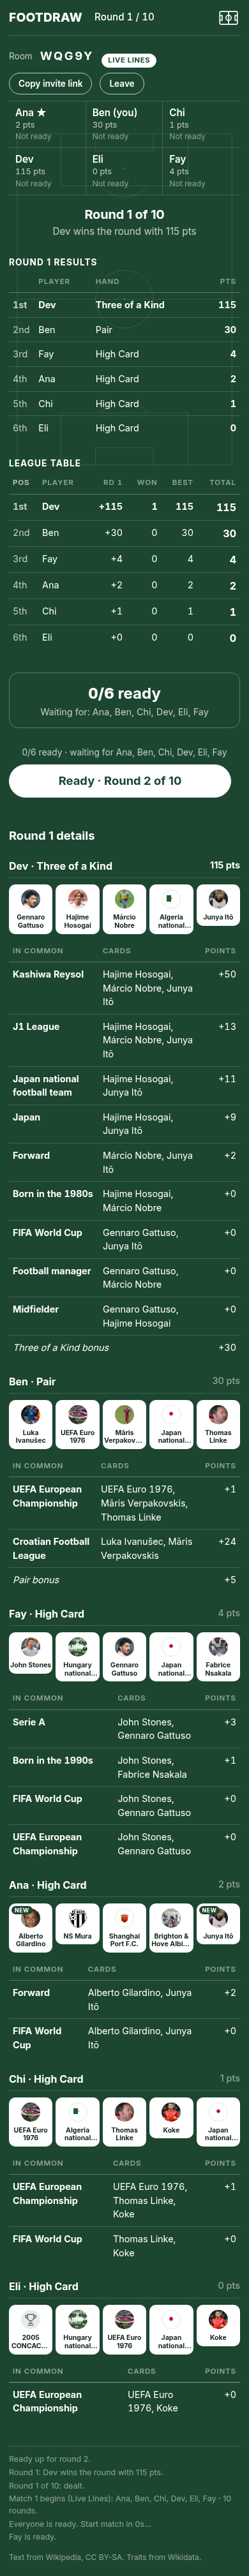 FOOTDRAW Round 1 / 10
Room WQG9Y LIVE LINES
Copy invite link Leave
Ana ★ Ben (you) Chi
2 pts 30 pts 1 pts
Not ready Not ready Not ready
Dev Eli Fay
115 pts 0 pts 4 pts
Not ready Not ready Not ready
Round 1 of 10
Dev wins the round with 115 pts
ROUND 1 RESULTS
PLAYER HAND PTS
1st Dev Three of a Kind 115
2nd Ben Pair 30
3rd Fay High Card 4
4th Ana High Card 2
5th Chi High Card 1
6th Eli High Card 0
LEAGUE TABLE
POS PLAYER RD 1 WON BEST TOTAL
1st Dev +115 1 115 115
2nd Ben +30 0 30 30
3rd Fay +4 0 4 4
4th Ana +2 0 2 2
5th Chi +1 0 1 1
6th Eli +0 0 0 0
0/6 ready
Waiting for: Ana, Ben, Chi, Dev, Eli, Fay
0/6 ready · waiting for Ana, Ben, Chi, Dev, Eli, Fay
Ready · Round 2 of 10
Round 1 details
Dev · Three of a Kind 115 pts
Gennaro Hajime Márcio Algeria Junya Itō
Gattuso Hosogai Nobre national...
IN COMMON CARDS POINTS
Kashiwa Reysol Hajime Hosogai, +50
Márcio Nobre, Junya
Itō
J1 League Hajime Hosogai, +13
Márcio Nobre, Junya
Itō
Japan national Hajime Hosogai, +11
football team Junya Itō
Japan Hajime Hosogai, +9
Junya Itō
Forward Márcio Nobre, Junya +2
Itō
Born in the 1980s Hajime Hosogai, +0
Márcio Nobre
FIFA World Cup Gennaro Gattuso, +0
Junya Itō
Football manager Gennaro Gattuso, +0
Márcio Nobre
Midfielder Gennaro Gattuso, +0
Hajime Hosogai
Three of a Kind bonus +30
Ben · Pair 30 pts
Luka UEFA Euro Māris Japan Thomas
Ivanušec 1976 Verpakov... national... Linke
IN COMMON CARDS POINTS
UEFA European UEFA Euro 1976, +1
Championship Māris Verpakovskis,
Thomas Linke
Croatian Football Luka Ivanušec, Māris +24
League Verpakovskis
Pair bonus +5
Fay · High Card 4 pts
John Stones Hungary Gennaro Japan Fabrice
national... Gattuso national... Nsakala
IN COMMON CARDS POINTS
Serie A John Stones, +3
Gennaro Gattuso
Born in the 1990s John Stones, +1
Fabrice Nsakala
FIFA World Cup John Stones, +0
Gennaro Gattuso
UEFA European John Stones, +0
Championship Gennaro Gattuso
Ana · High Card 2 pts
NEW NEW
Alberto NŠ Mura Shanghai Brighton & Junya Itō
Gilardino Port F.C. Hove Albi...
IN COMMON CARDS POINTS
Forward Alberto Gilardino, Junya +2
Itō
FIFA World Alberto Gilardino, Junya +0
Cup Itō
Chi · High Card 1 pts
UEFA Euro Algeria Thomas Koke Japan
1976 national... Linke national...
IN COMMON CARDS POINTS
UEFA European UEFA Euro 1976, +1
Championship Thomas Linke,
Koke
FIFA World Cup Thomas Linke, +0
Koke
Eli · High Card 0 pts
2005 Hungary UEFA Euro Japan Koke
CONCAC... national... 1976 national...
IN COMMON CARDS POINTS
UEFA European UEFA Euro +0
Championship 1976, Koke
Ready up for round 2.
Round 1: Dev wins the round with 115 pts.
Round 1 of 10: dealt.
Match 1 begins (Live Lines): Ana, Ben, Chi, Dev, Eli, Fay · 10
rounds.
Everyone is ready. Start match in 0s...
Fay is ready.
Text from Wikipedia, CC BY-SA. Traits from Wikidata.